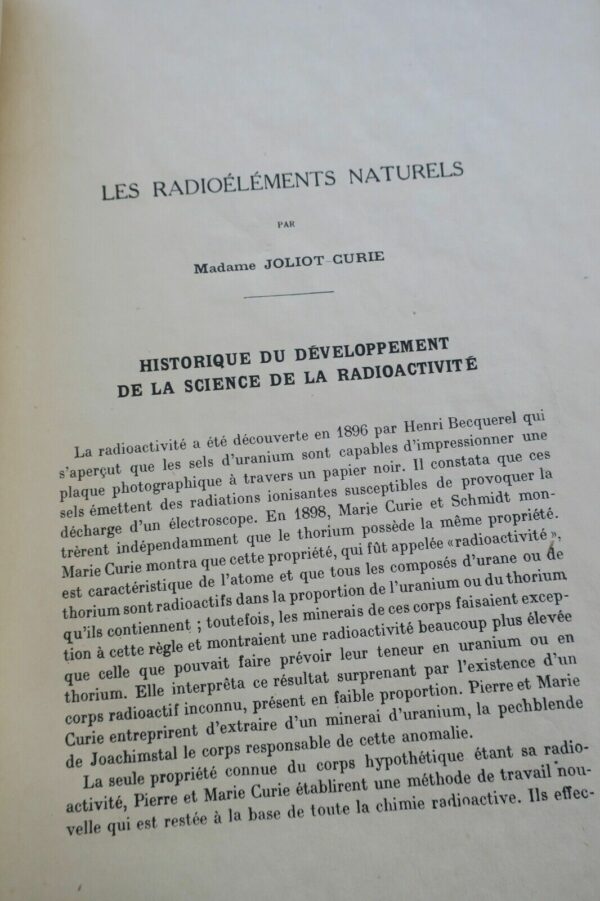 LES RADIOÉLÉMENTS NATURELS
PAR
Madame JOLIOT-CURIE
HISTORIQUE DU DÉVELOPPEMENT
DE LA SCIENCE DE LA RADIOACTIVITÉ
La radioactivité a été découverte en 1896 par Henri Becquerel qui
s'aperçut que les sels d'uranium sont capables d'impressionner une
plaque photographique à travers un papier noir. Il constata que ces
sels émettent des radiations ionisantes susceptibles de provoquer la
décharge d'un électroscope. En 1898, Marie Curie et Schmidt mon-
trèrent indépendamment que le thorium possède la même propriété.
Marie Curie montra que cette propriété, qui fût appelée «radioactivité»,
est caractéristique de l'atome et que tous les composés d'urane ou de
thorium sont radioactifs dans la proportion de l'uranium ou du thorium
qu'ils contiennent ; toutefois, les minerais de ces corps faisaient excep-
tion à cette règle et montraient une radioactivité beaucoup plus élevée
que celle que pouvait faire prévoir leur teneur en uranium ou en
thorium. Elle interprêta ce résultat surprenant par l'existence d'un
corps radioactif inconnu, présent en faible proportion. Pierre et Marie
Curie entreprirent d'extraire d'un minerai d'uranium, la pechblende
de Joachimstal le corps responsable de cette anomalie.
La seule propriété connue du corps hypothétique étant sa radio-
activité, Pierre et Marie Curie établirent une méthode de travail nou-
velle qui est restée à la base de toute la chimie radioactive. Ils effec-